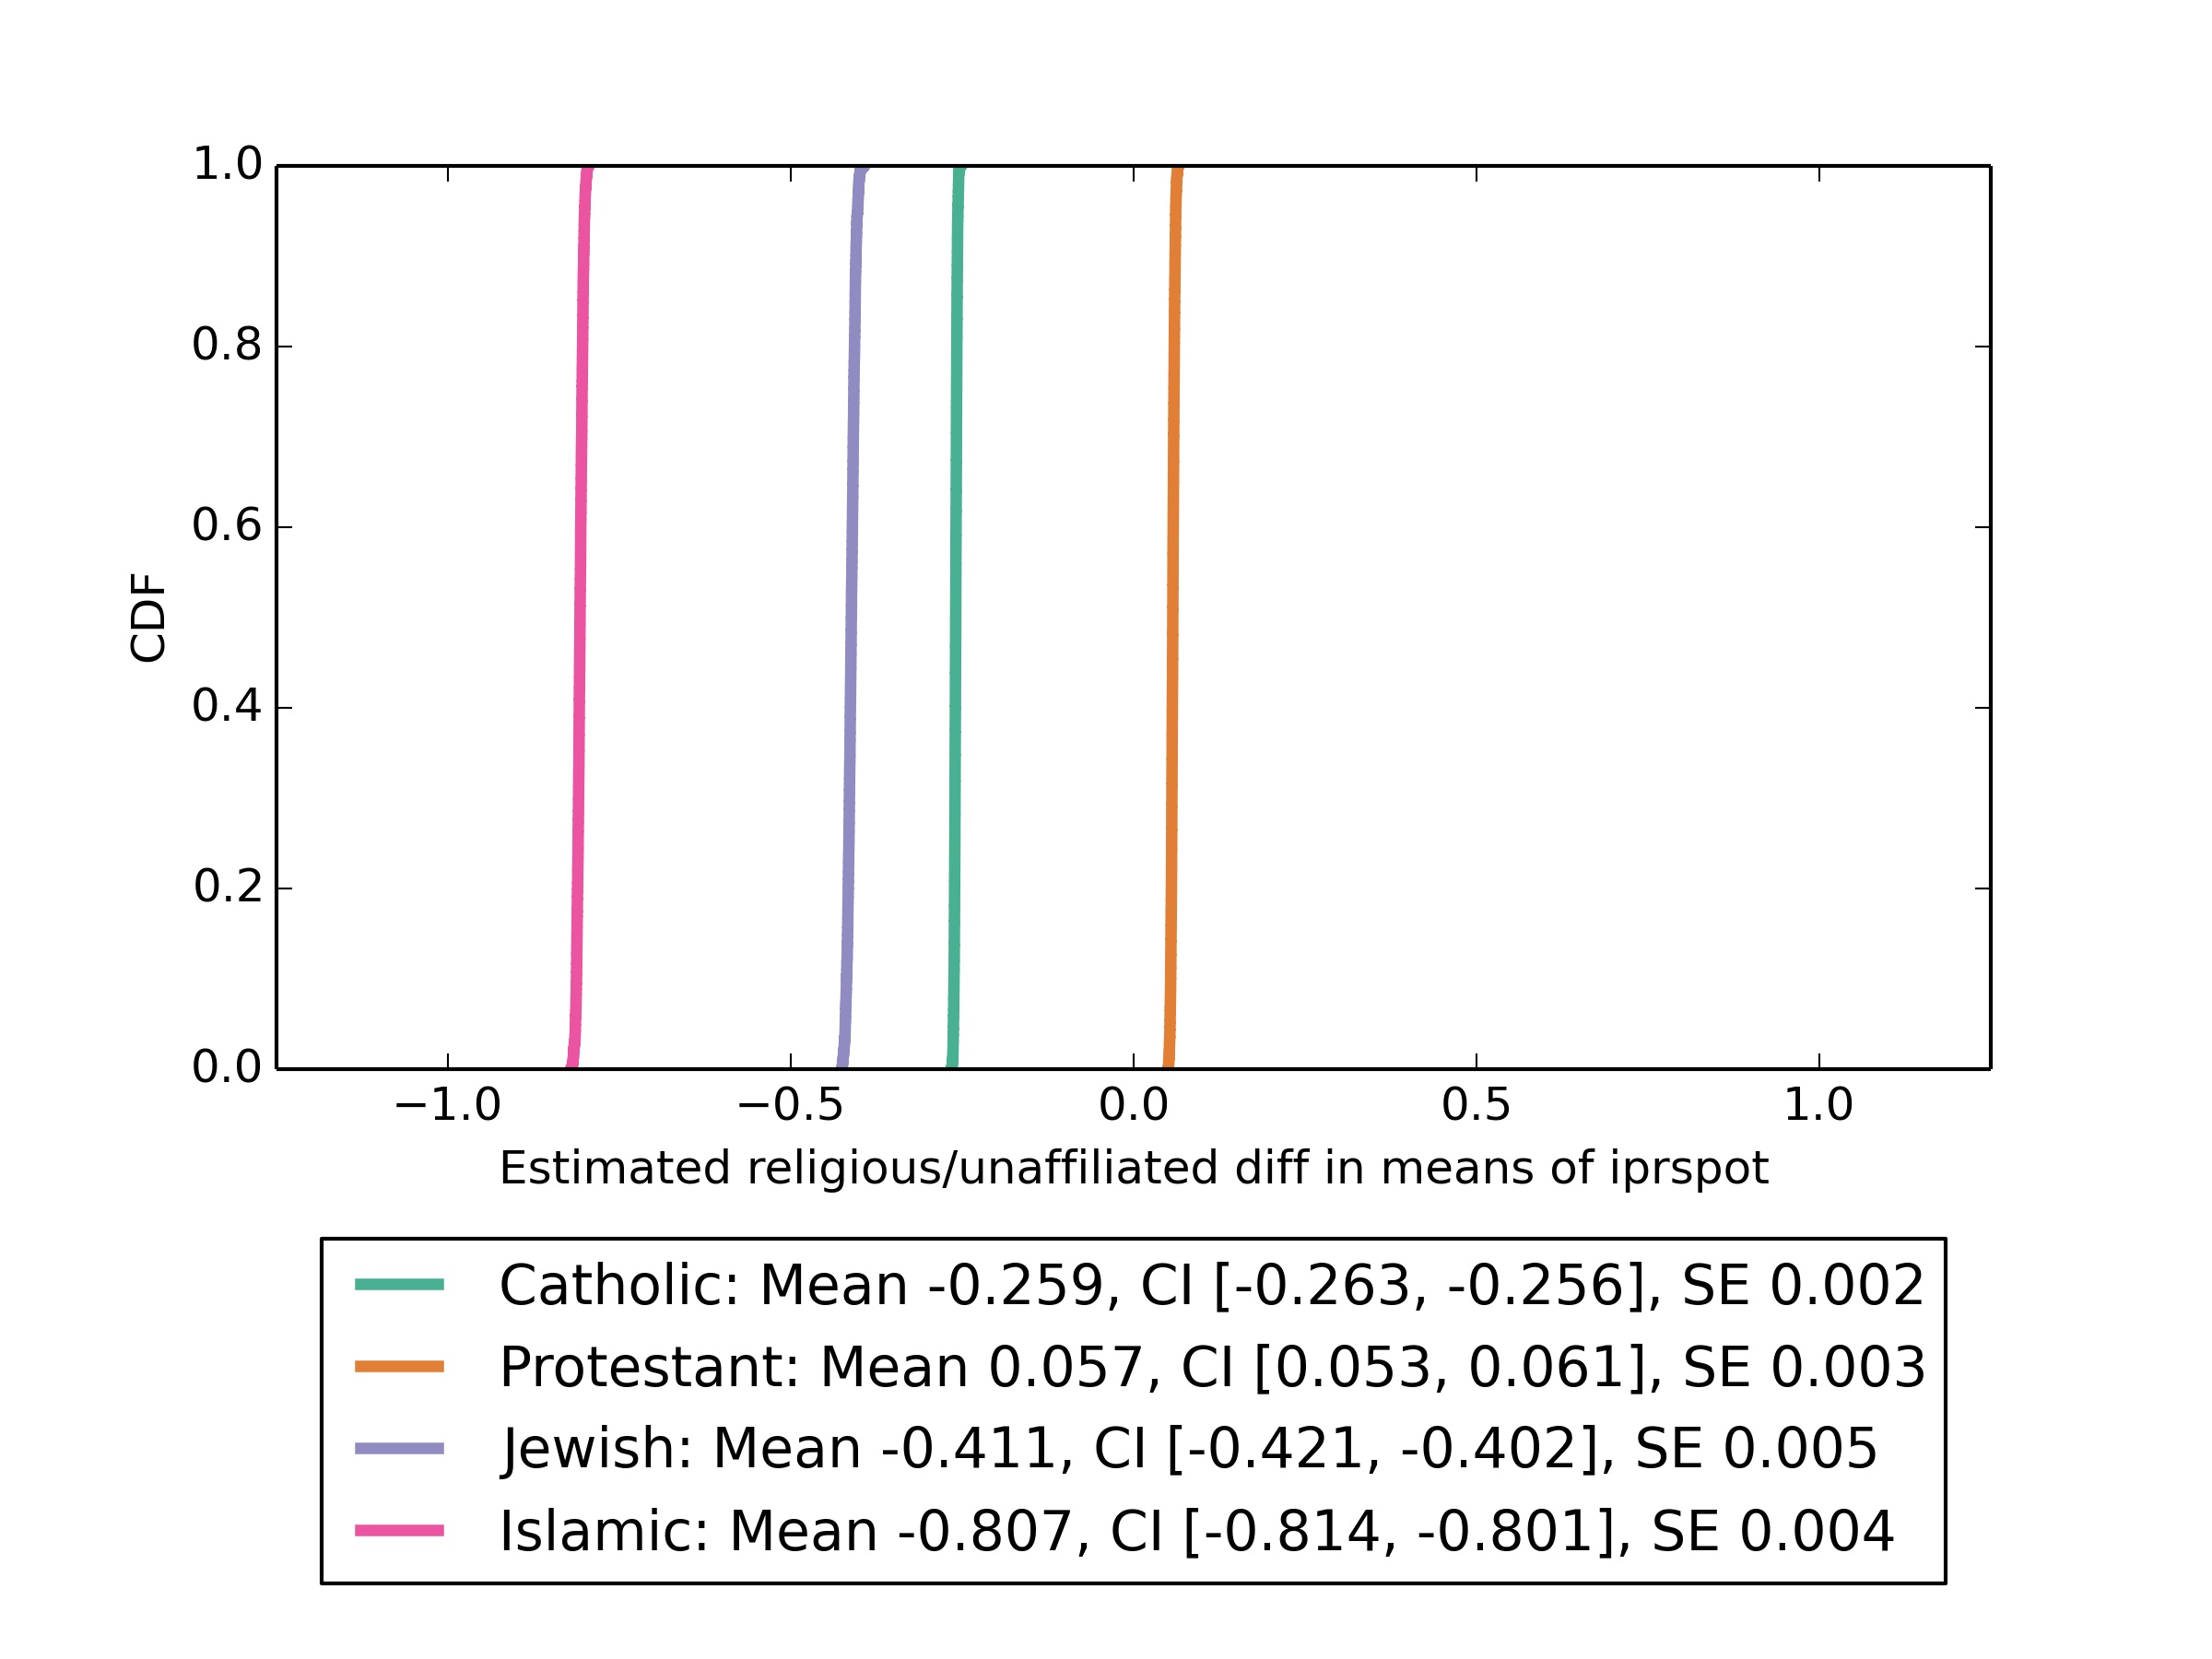 1.0
0.8
0.6
0.4
0.2
0.0
CDF
−1.0 −0.5 0.0 0.5 1.0
Estimated religious/unaffiliated diff in means of iprspot
Catholic: Mean -0.259, CI [-0.263, -0.256], SE 0.002
Protestant: Mean 0.057, CI [0.053, 0.061], SE 0.003
Jewish: Mean -0.411, CI [-0.421, -0.402], SE 0.005
Islamic: Mean -0.807, CI [-0.814, -0.801], SE 0.004